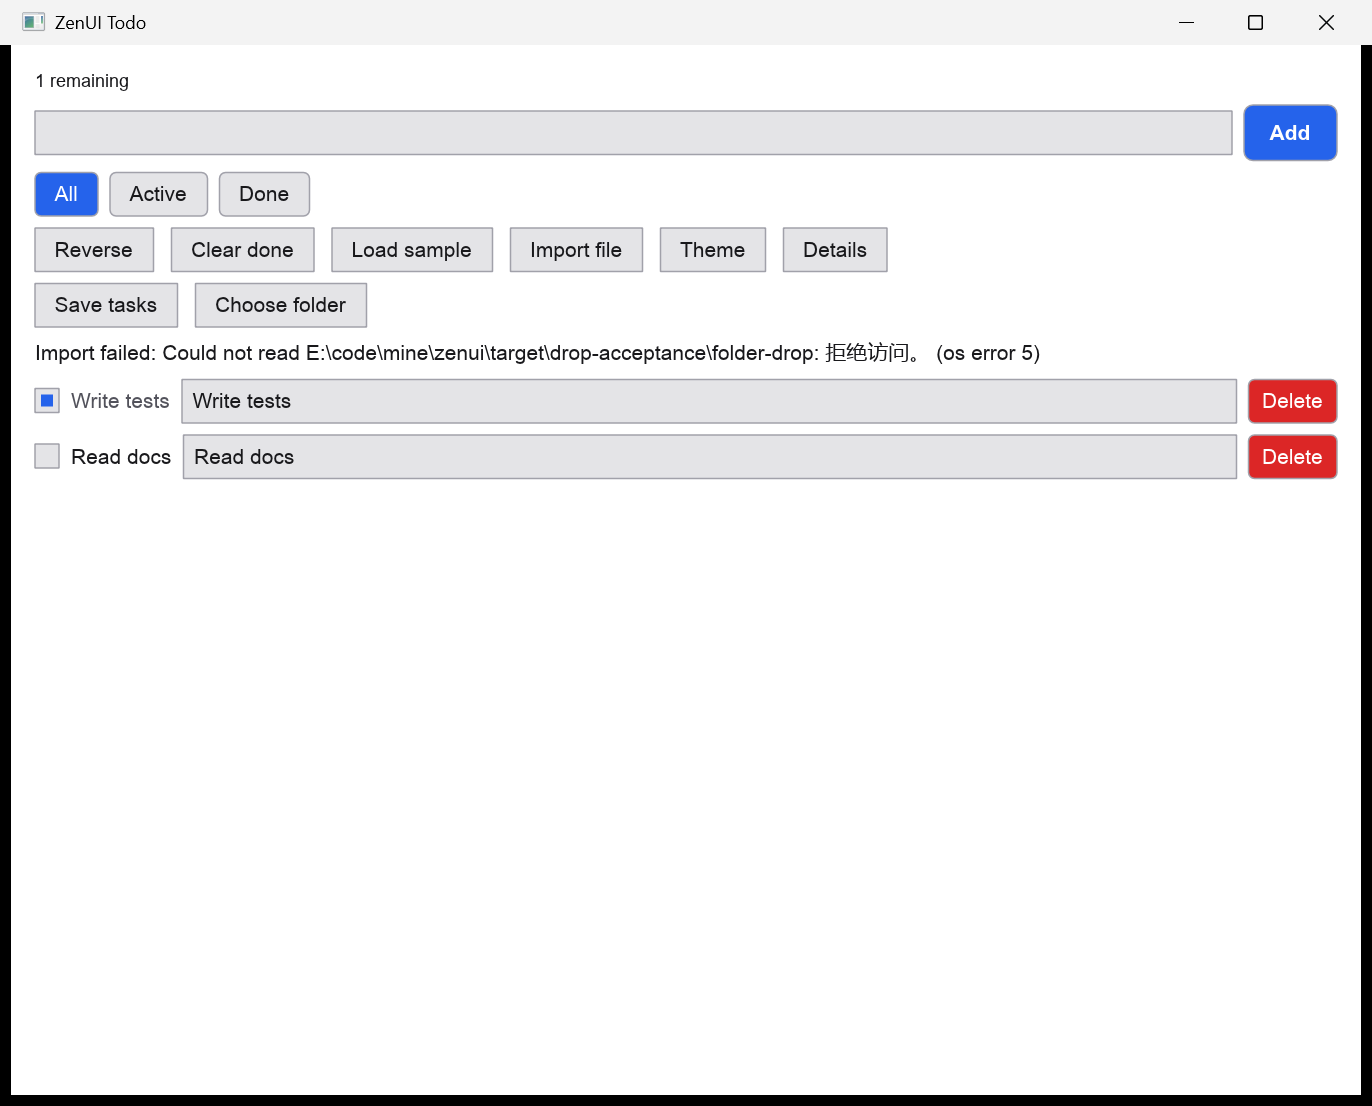 ZenUI Todo
1 remaining
Add
All Active Done
Reverse Clear done Load sample Import file Theme Details
Save tasks Choose folder
Import failed: Could not read E:\code\mine\zenui\target\drop-acceptance\folder-drop: 拒绝访问。 (os error 5)
Write tests Write tests Delete
Read docs Read docs Delete